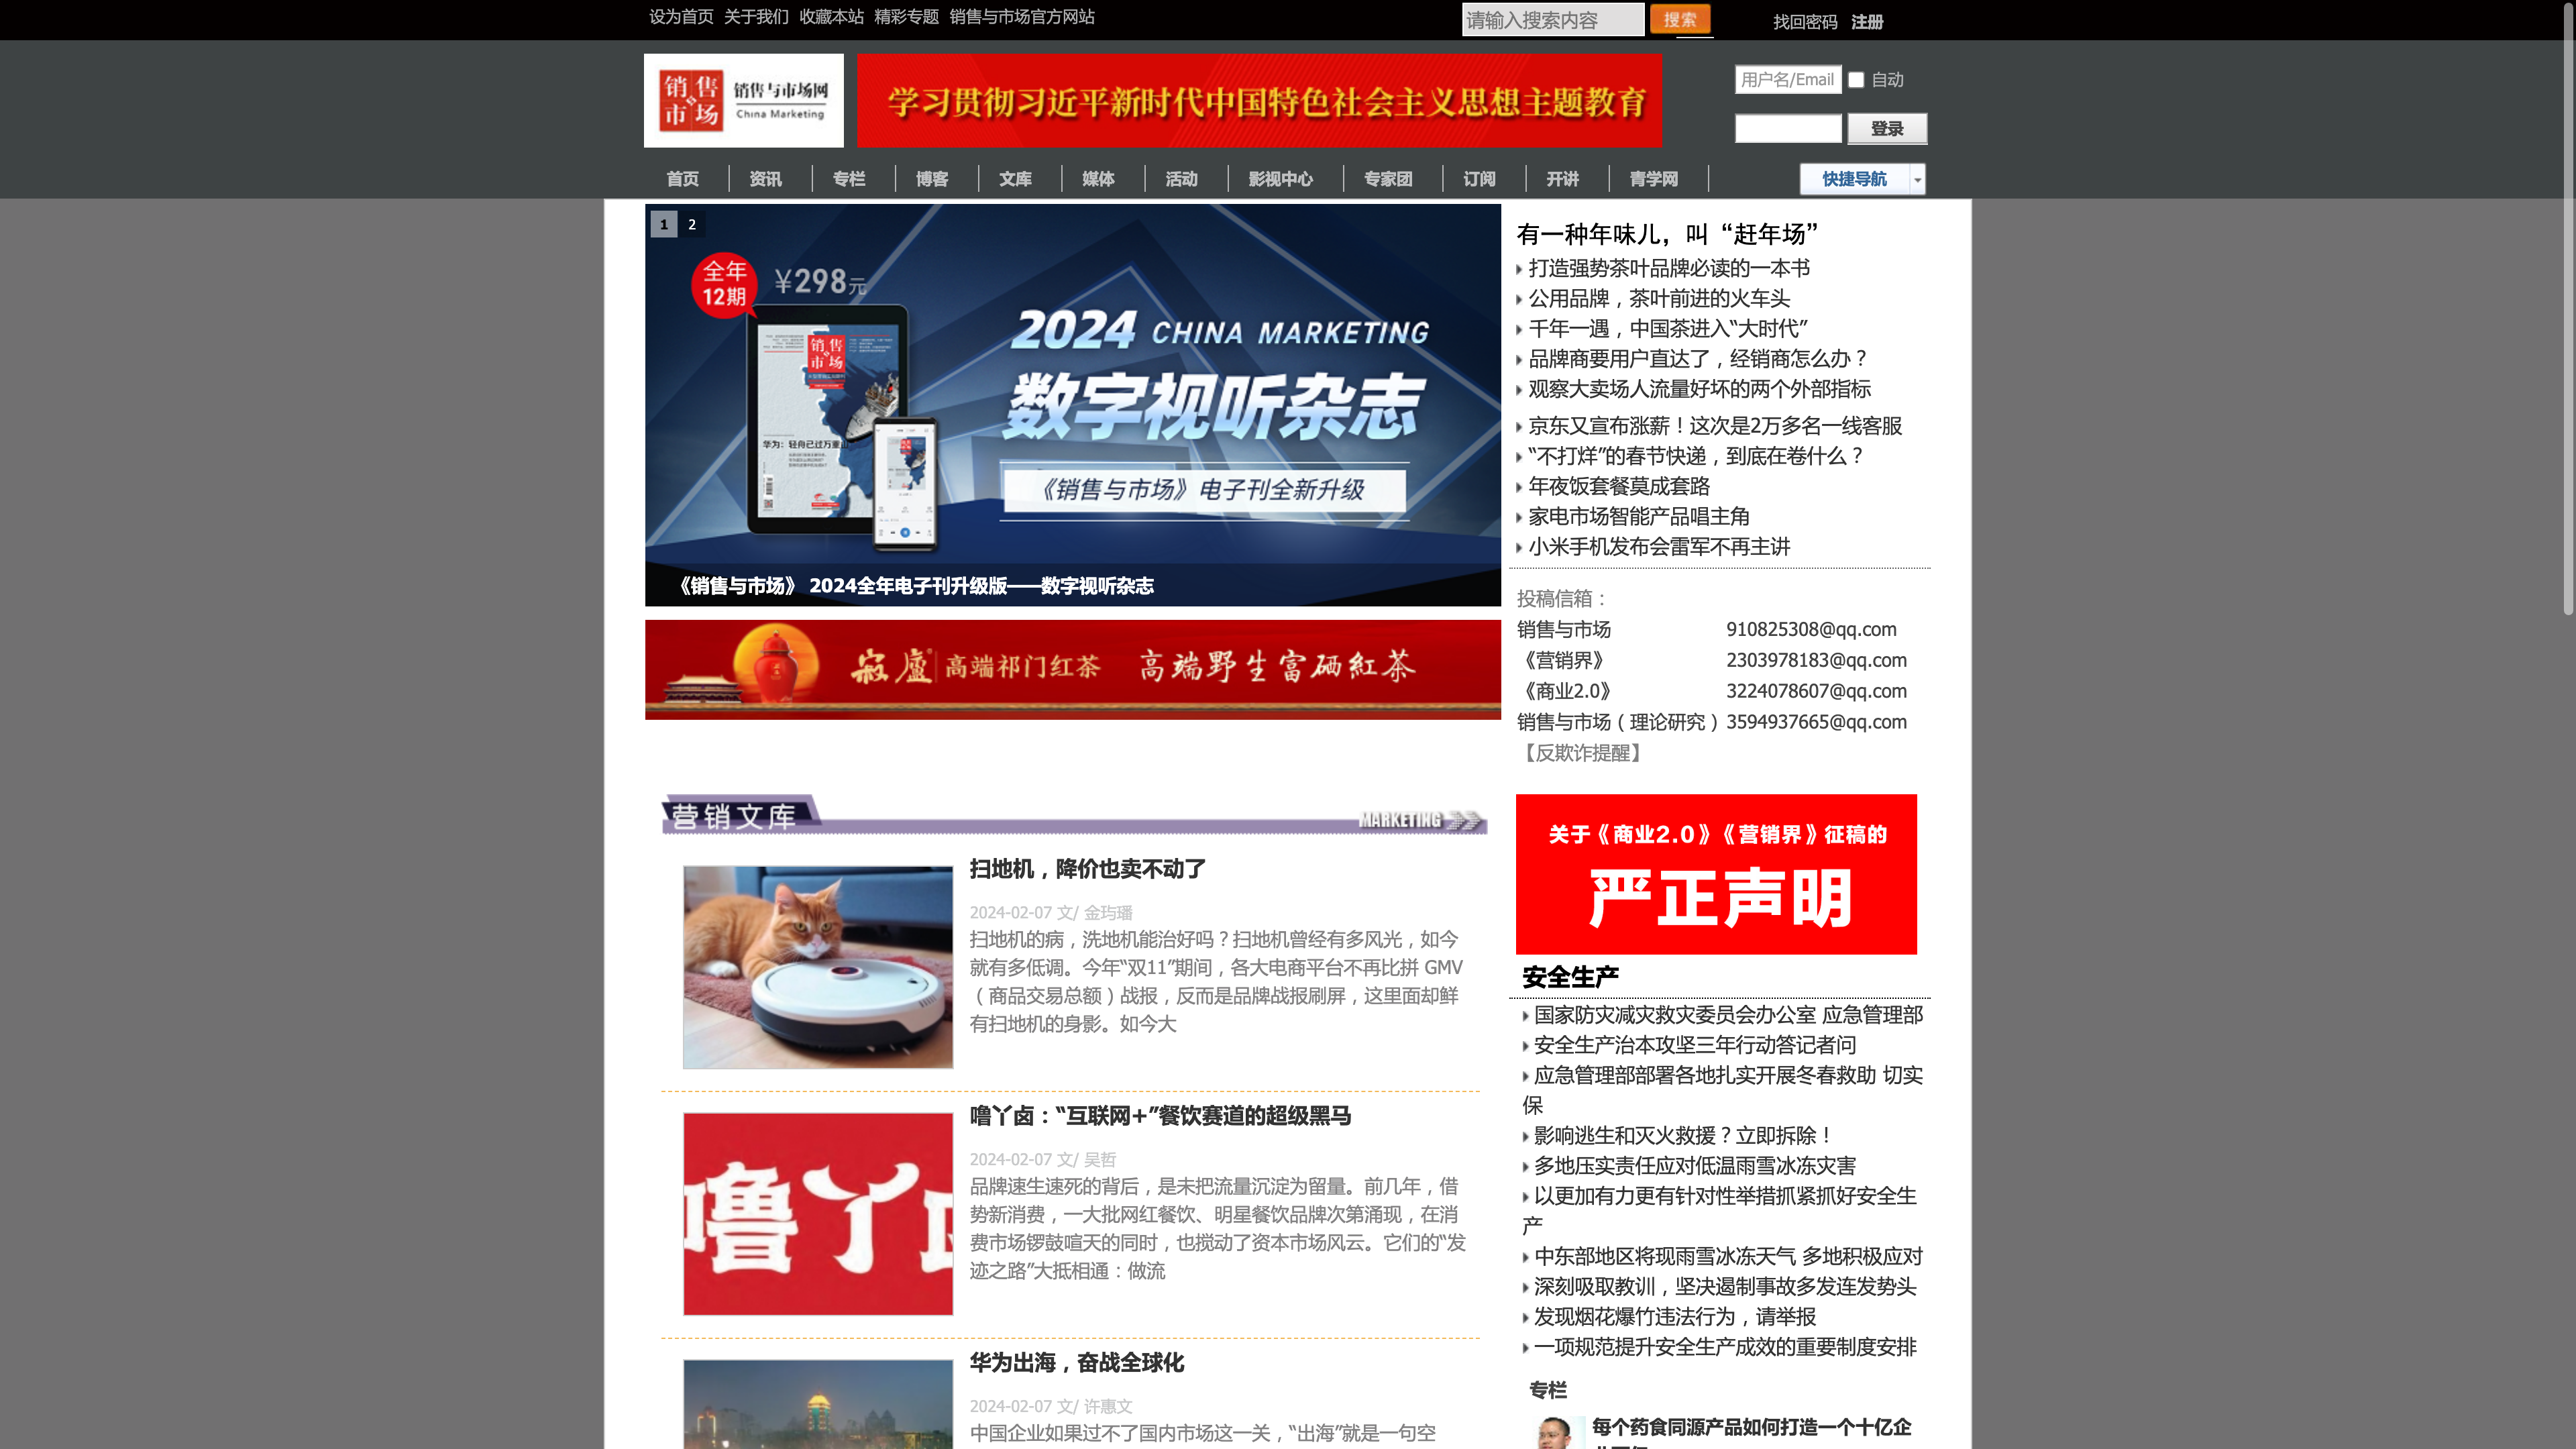 设为首页 关于我们 收藏本站 精彩专题 销售与市场官方网站
请输入搜索内容 搜索 找回密码 注册
销售与市场 销售与市场网
China Marketing
学习贯彻习近平新时代中国特色社会主义思想主题教育
用户名/Email 自动
登录
首页 资讯 专栏 博客 文库 媒体 活动 影视中心 专家团 订阅 开讲 青学网 快捷导航
1 2
全年
12期
¥298元
销售与市场
华为：轻舟已过万重山
2024 CHINA MARKETING
数字视听杂志
《销售与市场》电子刊全新升级
《销售与市场》 2024全年电子刊升级版——数字视听杂志
寂廬 高端祁门红茶 高端野生富硒紅茶
有一种年味儿，叫“赶年场”
打造强势茶叶品牌必读的一本书
公用品牌，茶叶前进的火车头
千年一遇，中国茶进入“大时代”
品牌商要用户直达了，经销商怎么办？
观察大卖场人流量好坏的两个外部指标
京东又宣布涨薪！这次是2万多名一线客服
“不打烊”的春节快递，到底在卷什么？
年夜饭套餐莫成套路
家电市场智能产品唱主角
小米手机发布会雷军不再主讲
投稿信箱：
销售与市场 910825308@qq.com
《营销界》 2303978183@qq.com
《商业2.0》 3224078607@qq.com
销售与市场（理论研究）3594937665@qq.com
【反欺诈提醒】
营销文库 MARKETING
扫地机，降价也卖不动了
2024-02-07 文/ 金玙璠
扫地机的病，洗地机能治好吗？扫地机曾经有多风光，如今
就有多低调。今年“双11”期间，各大电商平台不再比拼 GMV
（商品交易总额）战报，反而是品牌战报刷屏，这里面却鲜
有扫地机的身影。如今大
噜丫
噜丫卤：“互联网+”餐饮赛道的超级黑马
2024-02-07 文/ 吴哲
品牌速生速死的背后，是未把流量沉淀为留量。前几年，借
势新消费，一大批网红餐饮、明星餐饮品牌次第涌现，在消
费市场锣鼓喧天的同时，也搅动了资本市场风云。它们的“发
迹之路”大抵相通：做流
华为出海，奋战全球化
2024-02-07 文/ 许惠文
中国企业如果过不了国内市场这一关，“出海”就是一句空
关于《商业2.0》《营销界》征稿的
严正声明
安全生产
国家防灾减灾救灾委员会办公室 应急管理部
安全生产治本攻坚三年行动答记者问
应急管理部部署各地扎实开展冬春救助 切实
保
影响逃生和灭火救援？立即拆除！
多地压实责任应对低温雨雪冰冻灾害
以更加有力更有针对性举措抓紧抓好安全生
产
中东部地区将现雨雪冰冻天气 多地积极应对
深刻吸取教训，坚决遏制事故多发连发势头
发现烟花爆竹违法行为，请举报
一项规范提升安全生产成效的重要制度安排
专栏
每个药食同源产品如何打造一个十亿企